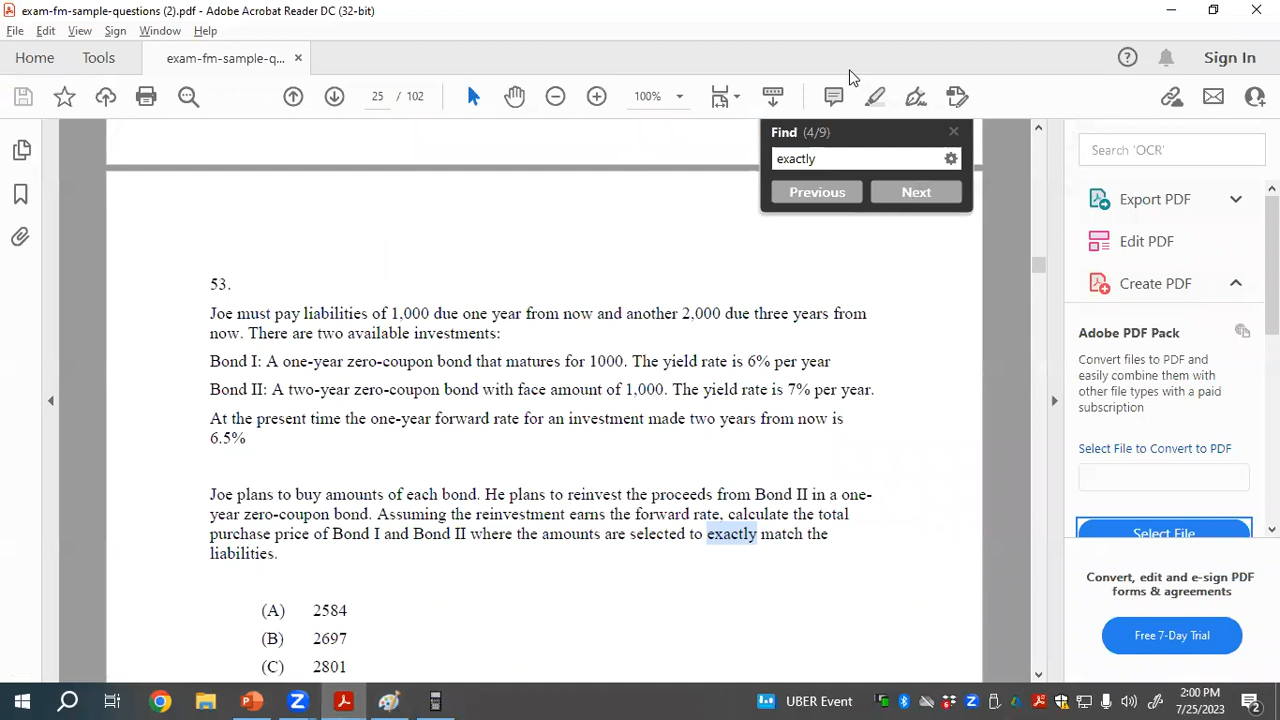 exam-fm-sample-questions (2).pdf - Adobe Acrobat Reader DC (32-bit)
File Edit View Sign Window Help
Home Tools exam-fm-sample-q... × Sign In
25 / 102 100%
Find (4/9)
exactly
Previous Next
53.
Joe must pay liabilities of 1,000 due one year from now and another 2,000 due three years from
now. There are two available investments:
Bond I: A one-year zero-coupon bond that matures for 1000. The yield rate is 6% per year
Bond II: A two-year zero-coupon bond with face amount of 1,000. The yield rate is 7% per year.
At the present time the one-year forward rate for an investment made two years from now is
6.5%
Joe plans to buy amounts of each bond. He plans to reinvest the proceeds from Bond II in a one-
year zero-coupon bond. Assuming the reinvestment earns the forward rate, calculate the total
purchase price of Bond I and Bond II where the amounts are selected to exactly match the
liabilities.
(A) 2584
(B) 2697
(C) 2801
Search 'OCR'
Export PDF
Edit PDF
Create PDF
Adobe PDF Pack
Convert files to PDF and
easily combine them with
other file types with a paid
subscription
Select File to Convert to PDF
Select File
Convert, edit and e-sign PDF
forms & agreements
Free 7-Day Trial
UBER Event
2:00 PM
7/25/2023
2